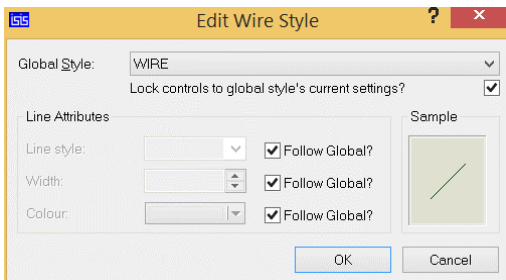 isis Edit Wire Style ? ×
Global Style: WIRE
Lock controls to global style's current settings?
Line Attributes Sample
Line style: Follow Global?
Width: Follow Global?
Colour: Follow Global?
OK Cancel